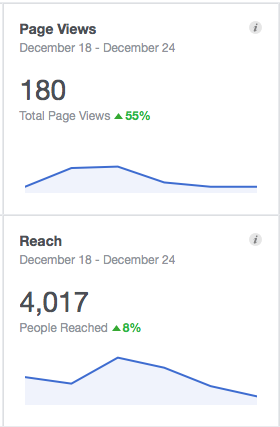 Page Views
December 18 - December 24
180
Total Page Views 55%
Reach
December 18 - December 24
4,017
People Reached 8%